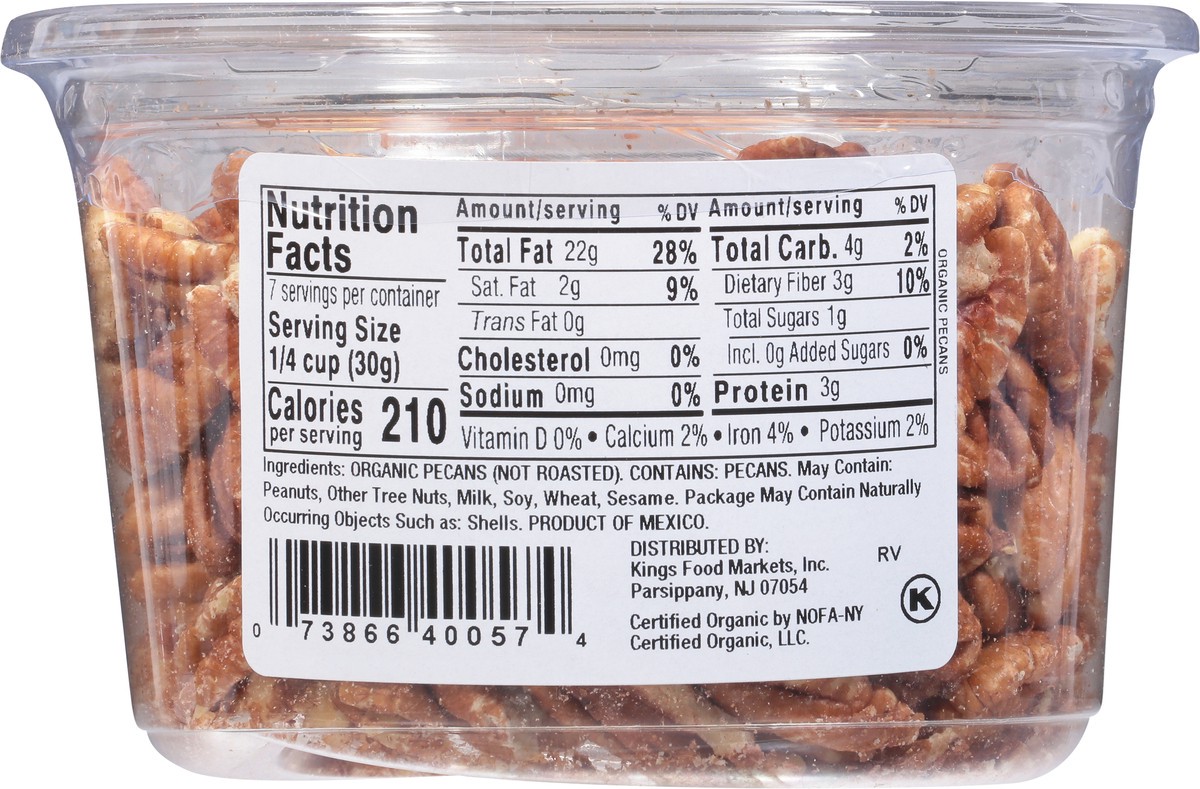 Nutrition
Facts
7 servings per container
Serving Size
1/4 cup (30g)
Calories 210
per serving
Amount/serving % DV
Total Fat 22g 28%
Sat. Fat 2g 9%
Trans Fat 0g
Cholesterol 0mg 0%
Sodium 0mg 0%
Amount/serving % DV
Total Carb. 4g 2%
Dietary Fiber 3g 10%
Total Sugars 1g
Incl. 0g Added Sugars 0%
Protein 3g
Vitamin D 0% • Calcium 2% • Iron 4% • Potassium 2%
ORGANIC PECANS
Ingredients: ORGANIC PECANS (NOT ROASTED). CONTAINS: PECANS. May Contain:
Peanuts, Other Tree Nuts, Milk, Soy, Wheat, Sesame. Package May Contain Naturally
Occurring Objects Such as: Shells. PRODUCT OF MEXICO.
0 73866 40057 4
DISTRIBUTED BY:
Kings Food Markets, Inc.
Parsippany, NJ 07054
Certified Organic by NOFA-NY
Certified Organic, LLC.
RV
K